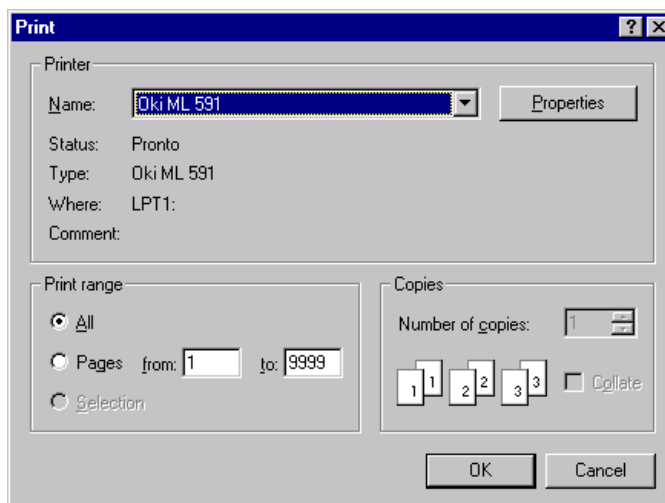 Print
Printer
Name: Oki ML 591 Properties
Status: Pronto
Type: Oki ML 591
Where: LPT1:
Comment:
Print range
All
Pages from: 1 to: 9999
Selection
Copies
Number of copies: 1
1 1 2 2 3 3 Collate
OK Cancel